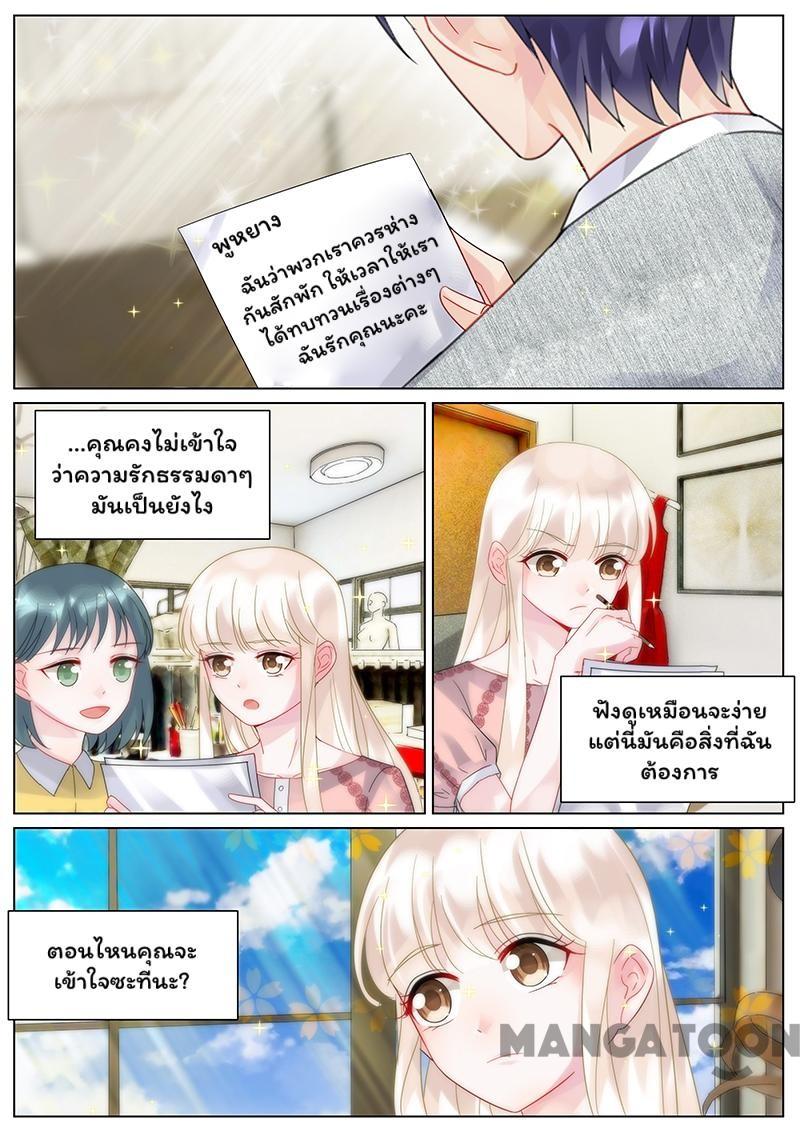 พูหยาง
ฉันว่าพวกเราควรห่าง
กันสักพัก ให้เวลาให้เรา
ได้ทบทวนเรื่องต่างๆ
ฉันรักคุณนะคะ
...คุณคงไม่เข้าใจ
ว่าความรักธรรมดาๆ
มันเป็นยังไง
ฟังดูเหมือนจะง่าย
แต่นี่มันคือสิ่งที่ฉัน
ต้องการ
ตอนไหนคุณจะ
เข้าใจซะทีนะ?
MANGATOON